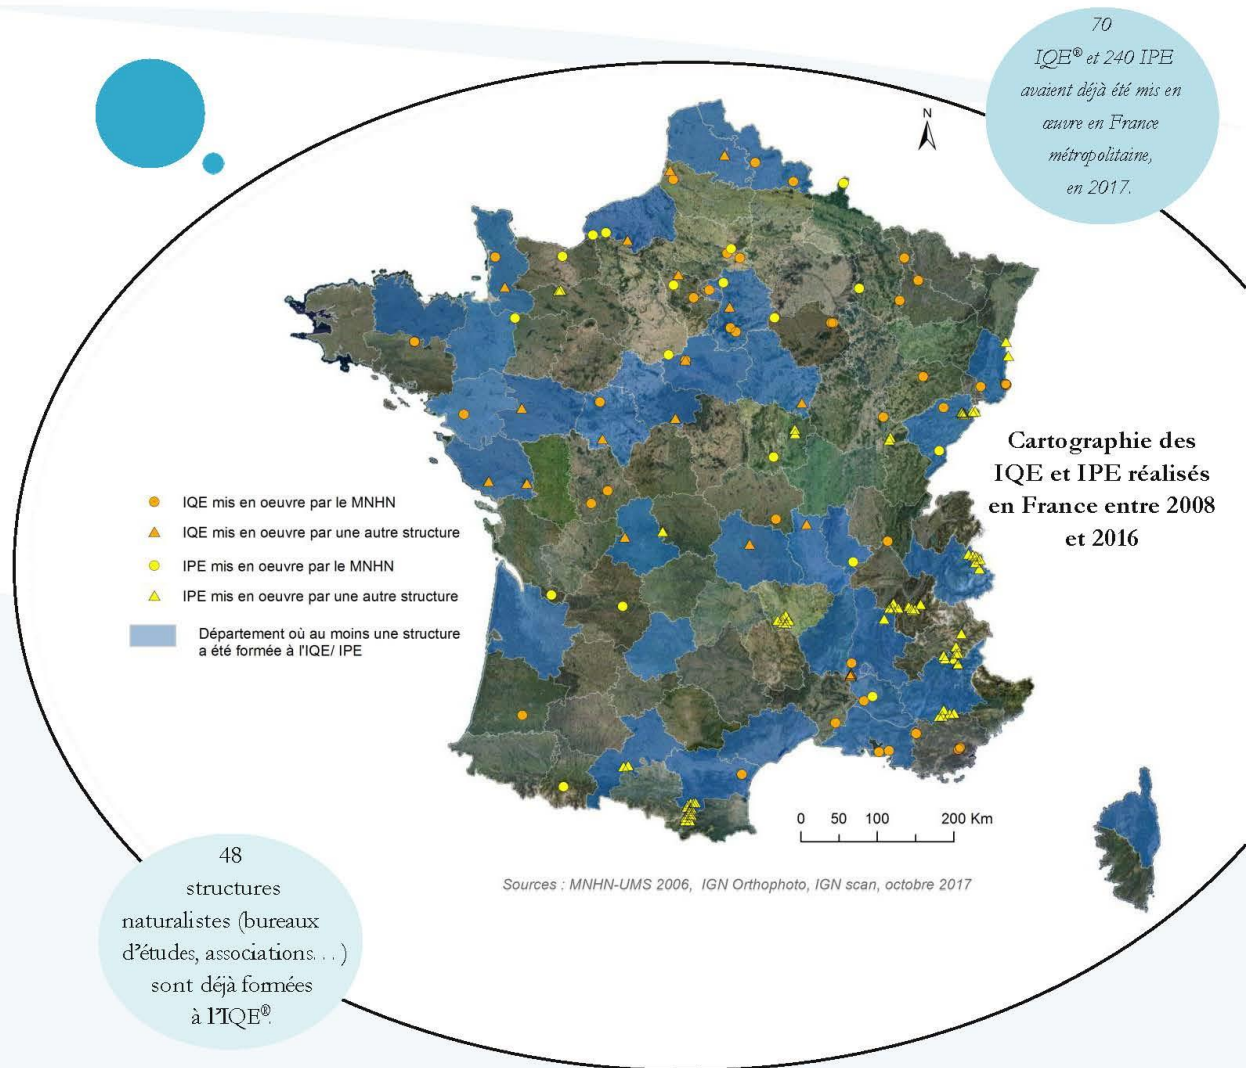 70
IQE® et 240 IPE
avaient déjà été mis en
œuvre en France
métropolitaine,
en 2017.
N
Cartographie des
IQE et IPE réalisés
en France entre 2008
et 2016
IQE mis en oeuvre par le MNHN
IQE mis en oeuvre par une autre structure
IPE mis en oeuvre par le MNHN
IPE mis en oeuvre par une autre structure
Département où au moins une structure
a été formée à l'IQE/ IPE
0 50 100 200 Km
Sources : MNHN-UMS 2006, IGN Orthophoto, IGN scan, octobre 2017
48
structures
naturalistes (bureaux
d’études, associations…)
sont déjà formées
à l’IQE®.